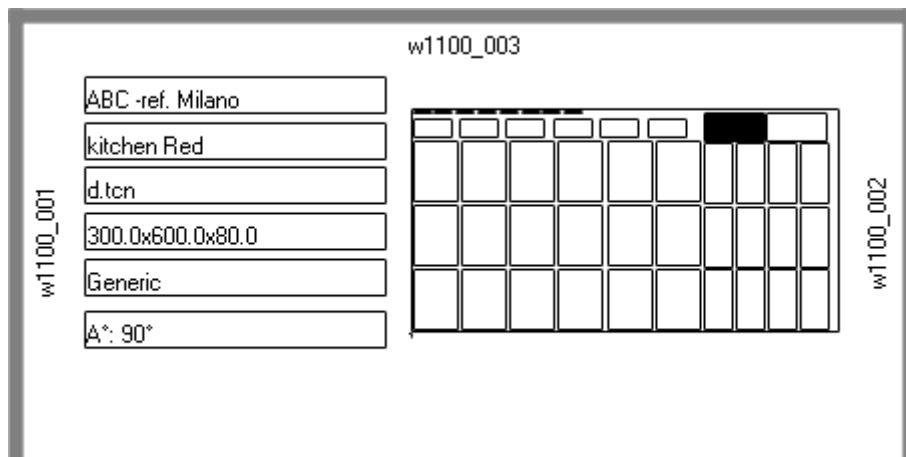 w1100_003
ABC -ref. Milano
kitchen Red
d.tcn
300.0x600.0x80.0
Generic
A°: 90°
w1100_001
w1100_002